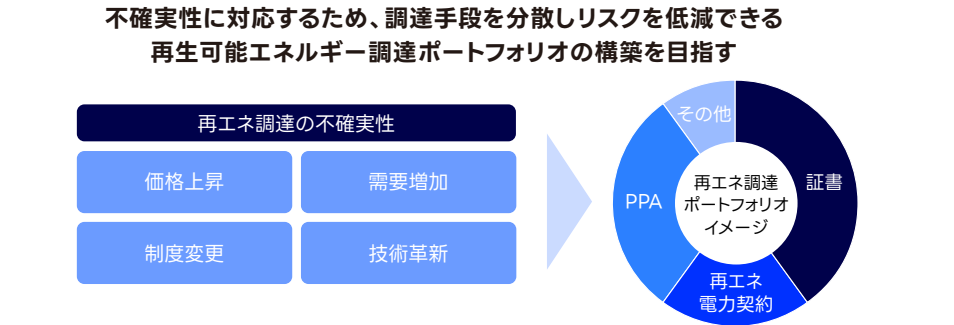 不確実性に対応するため、調達手段を分散しリスクを低減できる
再生可能エネルギー調達ポートフォリオの構築を目指す
再エネ調達の不確実性
価格上昇
需要増加
制度変更
技術革新
その他
証書
PPA
再エネ調達
ポートフォリオ
イメージ
再エネ
電力契約